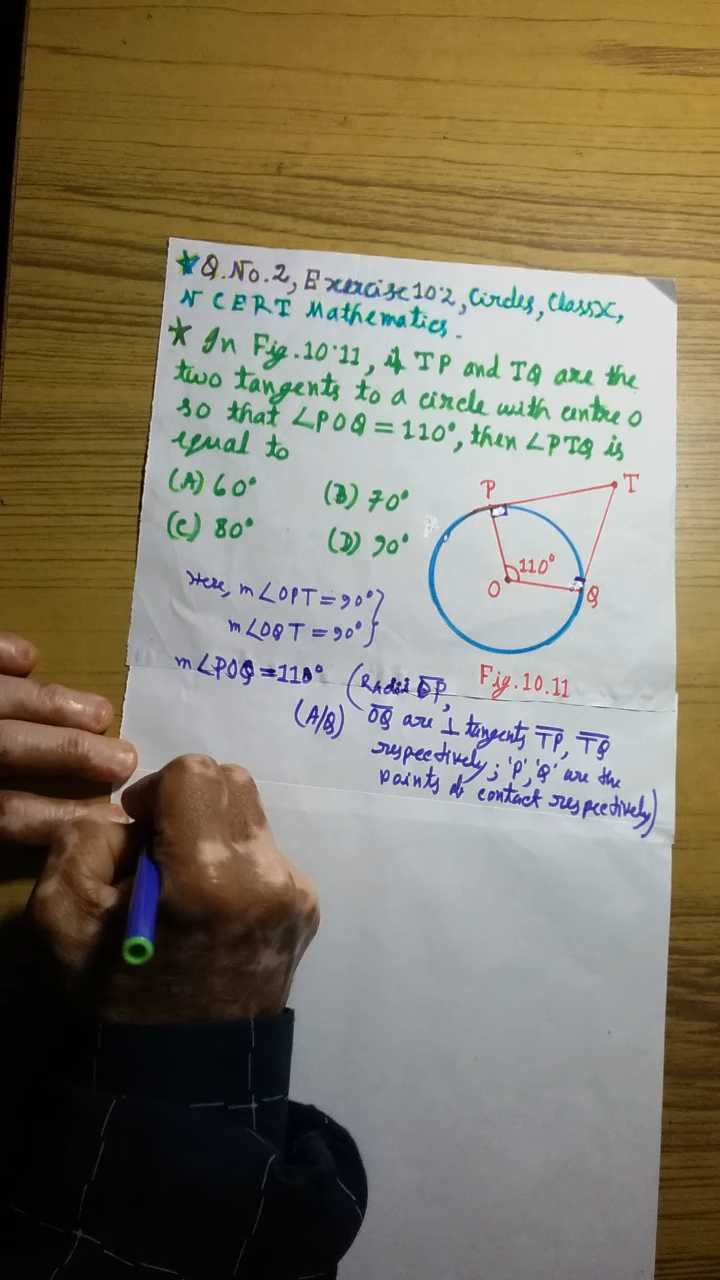 * Q.No.2, Exercise 10.2, Circles, Class X,
NCERT Mathematics.
* In Fig.10.11, if TP and TQ are the
two tangents to a circle with centre O
so that ∠POQ = 110°, then ∠PTQ is
equal to
(A) 60° (B) 70°
(C) 80° (D) 90°
P
T
110°
O
Q
Fig.10.11
Here, m∠OPT = 90°}
m∠OQT = 90°}
m∠POQ = 110° (Radii OP,
(A/Q) OQ are ⊥ tangents TP, TQ
respectively; 'P', 'Q' are the
points of contact respectively)